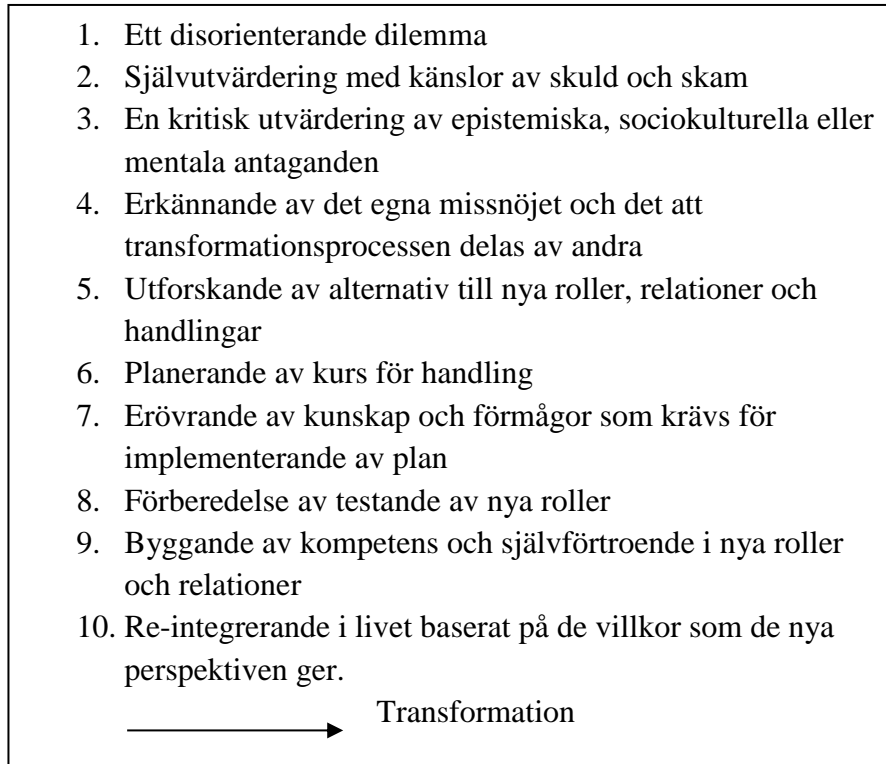 1. Ett disorienterande dilemma
2. Självutvärdering med känslor av skuld och skam
3. En kritisk utvärdering av epistemiska, sociokulturella eller
mentala antaganden
4. Erkännande av det egna missnöjet och det att
transformationsprocessen delas av andra
5. Utforskande av alternativ till nya roller, relationer och
handlingar
6. Planerande av kurs för handling
7. Erövrande av kunskap och förmågor som krävs för
implementerande av plan
8. Förberedelse av testande av nya roller
9. Byggande av kompetens och självförtroende i nya roller
och relationer
10. Re-integrerande i livet baserat på de villkor som de nya
perspektiven ger.
Transformation